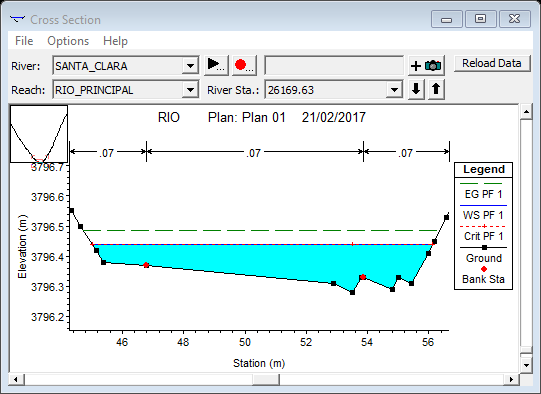 Cross Section
File Options Help
River: SANTA_CLARA ... ... + Reload Data
Reach: RIO_PRINCIPAL River Sta.: 26169.63
RIO Plan: Plan 01 21/02/2017
.07 .07 .07
Legend
EG PF 1
WS PF 1
Crit PF 1
Ground
Bank Sta
Elevation (m)
3796.7
3796.6
3796.5
3796.4
3796.3
3796.2
46 48 50 52 54 56
Station (m)